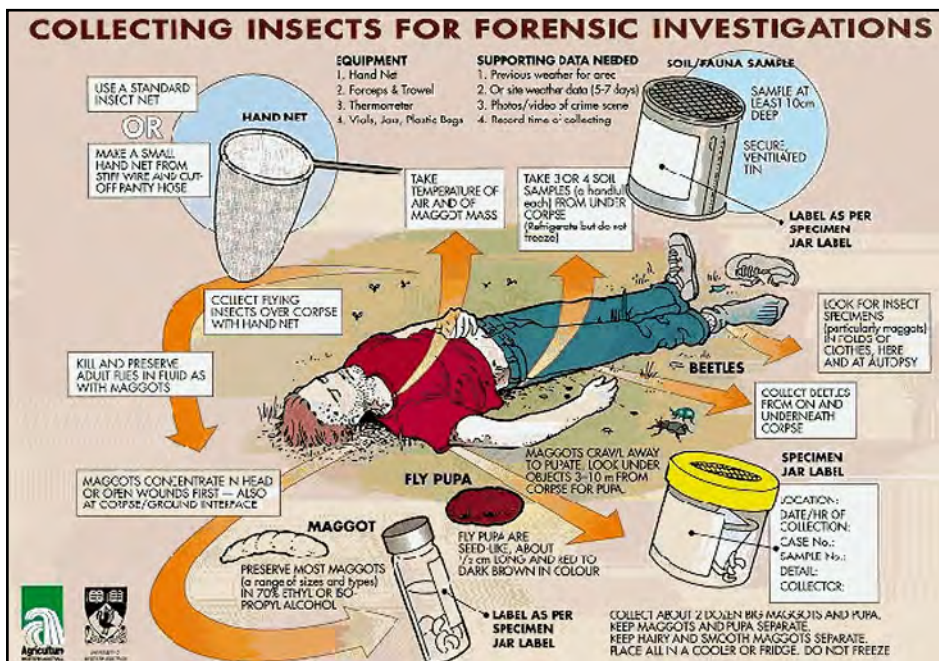 COLLECTING INSECTS FOR FORENSIC INVESTIGATIONS
USE A STANDARD
INSECT NET
OR
MAKE A SMALL
HAND NET FROM
STIFF WIRE AND CUT-
OFF PANTY HOSE
HAND NET
EQUIPMENT
1. Hand Net
2. Forceps & Trowel
3. Thermometer
4. Vials, Jars, Plastic Bags
SUPPORTING DATA NEEDED
1. Previous weather for area
2. Or site weather data (5-7 days)
3. Photos/video of crime scene
4. Record time of collecting
SOIL/FAUNA SAMPLE
SAMPLE AT
LEAST 10cm
DEEP
SECURE,
VENTILATED
TIN
LABEL AS PER
SPECIMEN
JAR LABEL
TAKE
TEMPERATURE OF
AIR AND OF
MAGGOT MASS
TAKE 3 OR 4 SOIL
SAMPLES (a handful
each) FROM UNDER
CORPSE
(Refrigerate but do not
freeze)
COLLECT FLYING
INSECTS OVER CORPSE
WITH HAND NET
KILL AND PRESERVE
ADULT FLIES IN FLUID AS
WITH MAGGOTS
LOOK FOR INSECT
SPECIMENS
(particularly maggots)
IN FOLDS OF
CLOTHES, HERE
AND AT AUTOPSY
BEETLES
COLLECT BEETLES
FROM ON AND
UNDERNEATH
CORPSE
MAGGOTS CONCENTRATE IN HEAD
OR OPEN WOUNDS FIRST — ALSO
AT CORPSE/GROUND INTERFACE
MAGGOTS CRAWL AWAY
TO PUPATE. LOOK UNDER
OBJECTS 3–10 m FROM
CORPSE FOR PUPA.
FLY PUPA
FLY PUPA ARE
SEED-LIKE, ABOUT
1/2 cm LONG AND RED TO
DARK BROWN IN COLOUR
MAGGOT
PRESERVE MOST MAGGOTS
(a range of sizes and types)
IN 70% ETHYL OR ISO-
PROPYL ALCOHOL
LABEL AS PER
SPECIMEN
JAR LABEL
SPECIMEN
JAR LABEL
LOCATION:
DATE/HR OF
COLLECTION:
CASE No.:
SAMPLE No.:
DETAIL:
COLLECTOR:
COLLECT ABOUT 2 DOZEN BIG MAGGOTS AND PUPA.
KEEP MAGGOTS AND PUPA SEPARATE.
KEEP HAIRY AND SMOOTH MAGGOTS SEPARATE.
PLACE ALL IN A COOLER OR FRIDGE. DO NOT FREEZE
Agriculture